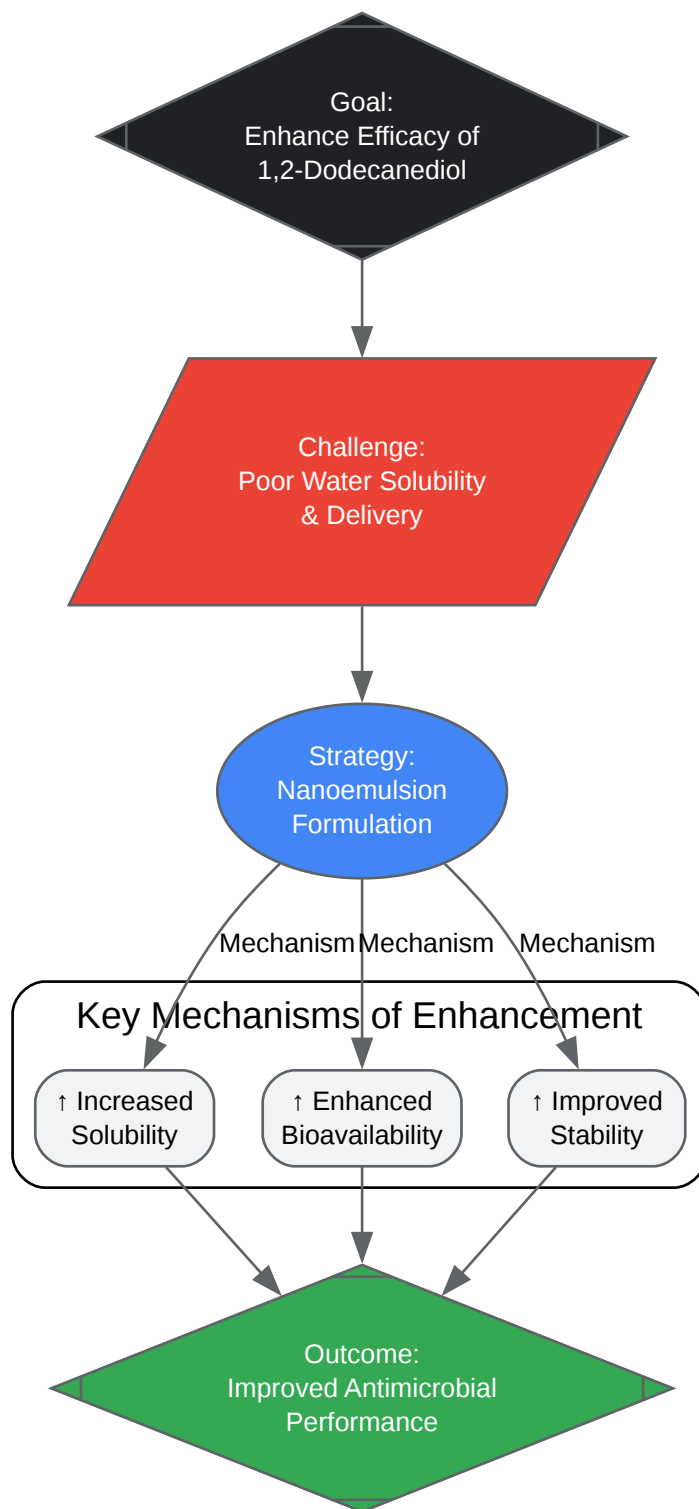 Goal:
Enhance Efficacy of
1,2-Dodecanediol
Challenge:
Poor Water Solubility
& Delivery
Strategy:
Nanoemulsion
Formulation
Mechanism
Mechanism
Mechanism
Key Mechanisms of Enhancement
↑ Increased
Solubility
↑ Enhanced
Bioavailability
↑ Improved
Stability
Outcome:
Improved Antimicrobial
Performance